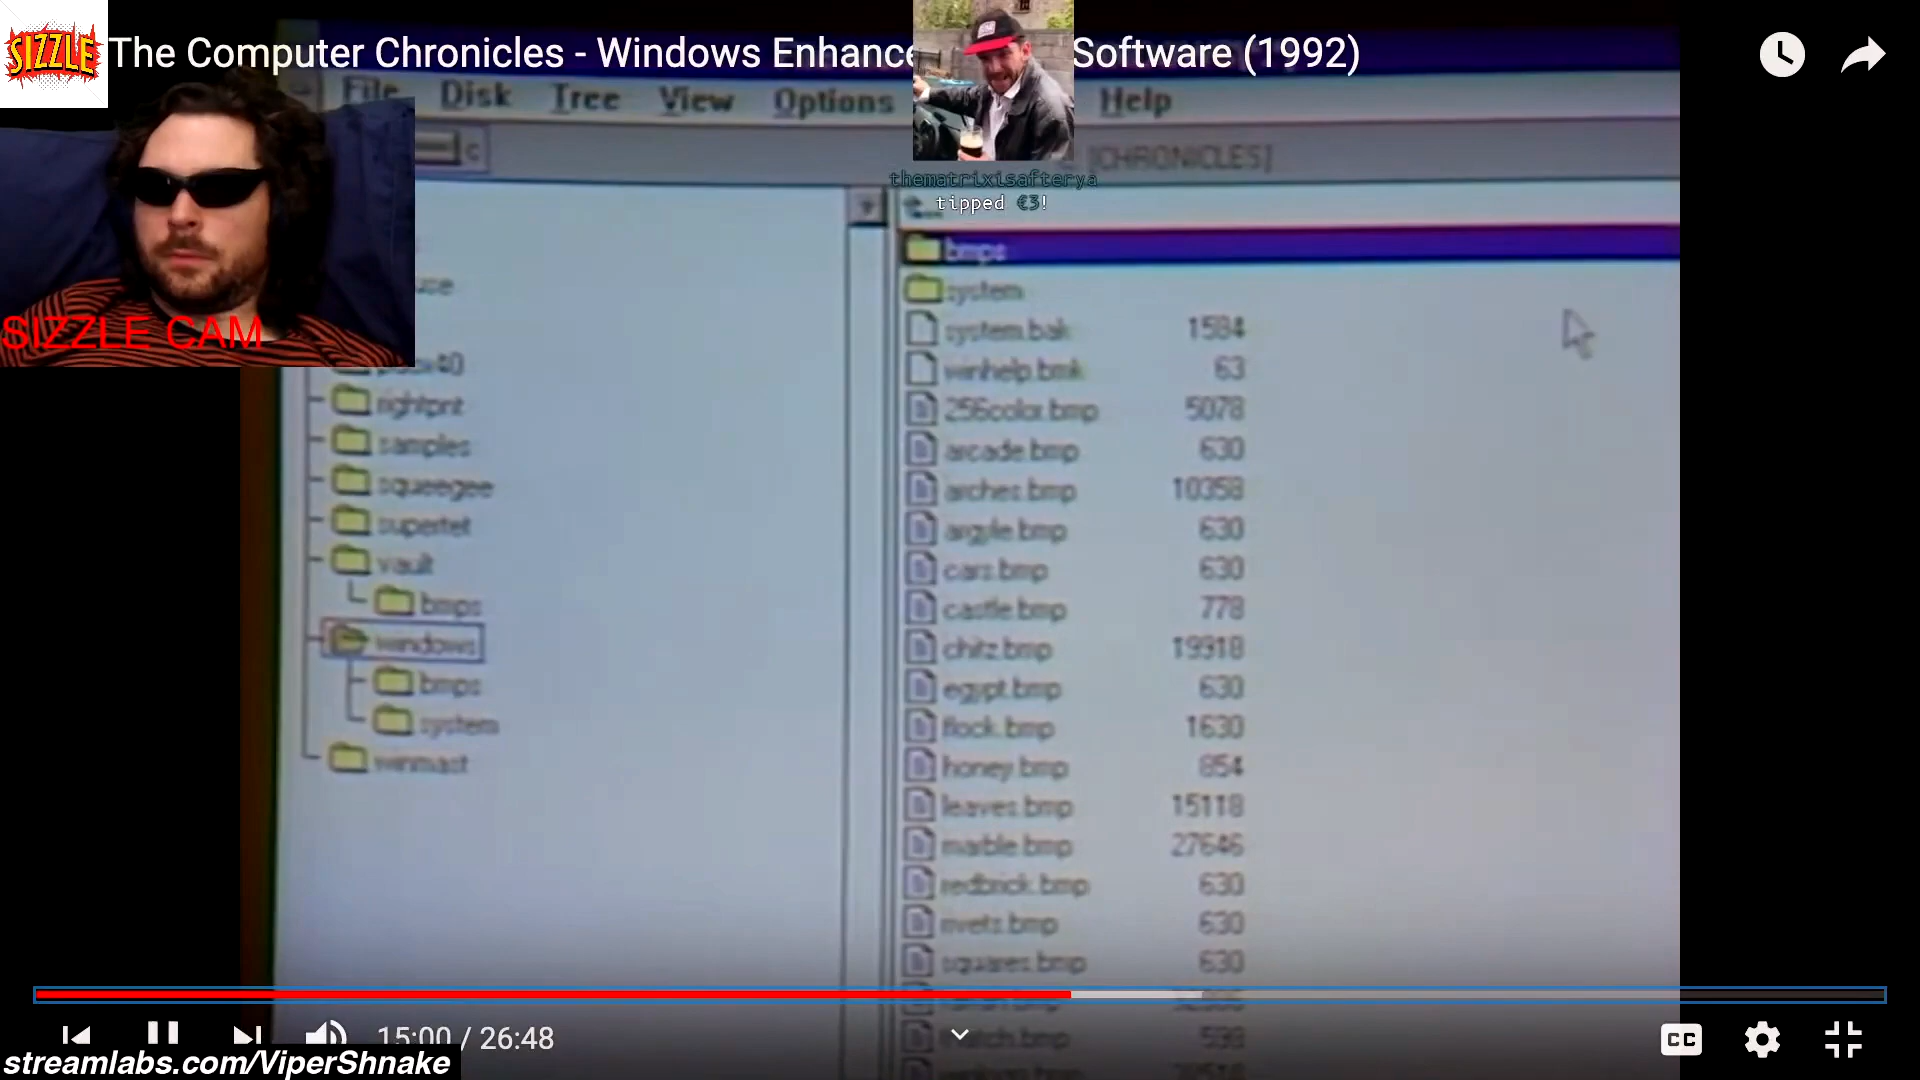 SIZZLE
The Computer Chronicles - Windows Enhance
Software (1992)
File Disk Tree View Options Help
c
[CHRONICLES]
thematrixisafterya
tipped €3!
SIZZLE CAM
rightpnt
samples
squeegee
supertet
vault
bmps
windows
bmps
system
winmast
bmps
system
system.bak 1584
winhelp.bmk 63
256color.bmp 5078
arcade.bmp 630
arches.bmp 10358
argyle.bmp 630
cars.bmp 630
castle.bmp 778
chitz.bmp 19918
egypt.bmp 630
flock.bmp 1630
honey.bmp 854
leaves.bmp 15118
marble.bmp 27646
redbrick.bmp 630
rivets.bmp 630
squares.bmp 630
15:00 / 26:48
CC
streamlabs.com/ViperShnake